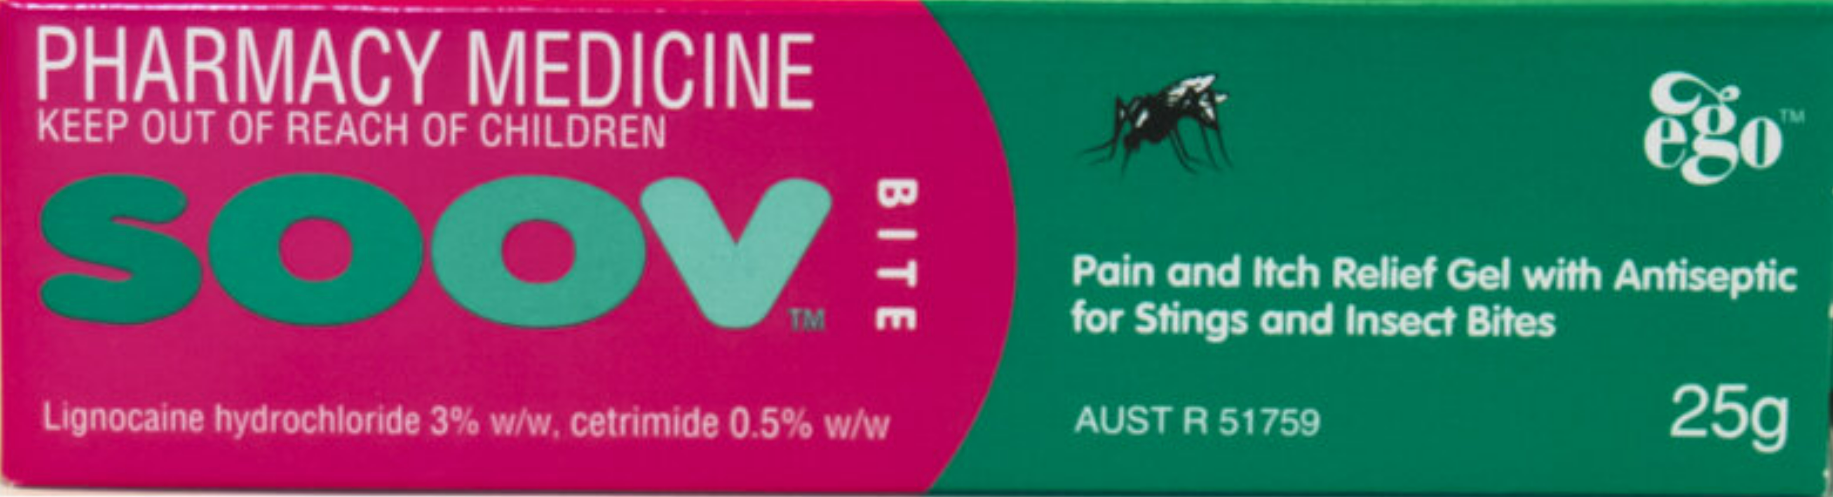 PHARMACY MEDICINE
KEEP OUT OF REACH OF CHILDREN
SOOV™
BITE
Lignocaine hydrochloride 3% w/w, cetrimide 0.5% w/w
ego™
Pain and Itch Relief Gel with Antiseptic
for Stings and Insect Bites
AUST R 51759
25g